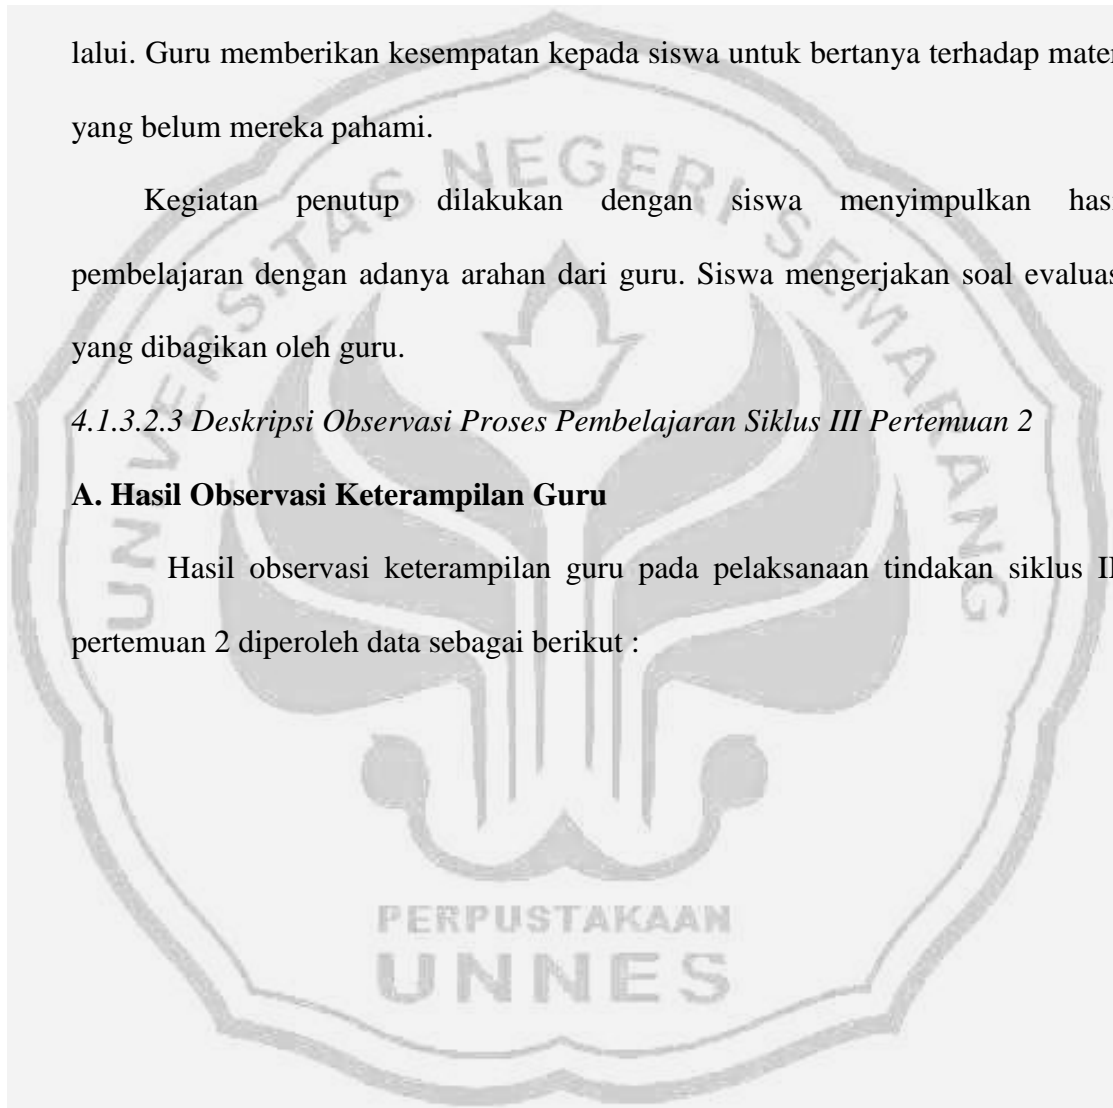 lalui. Guru memberikan kesempatan kepada siswa untuk bertanya terhadap mater
yang belum mereka pahami.
Kegiatan penutup dilakukan dengan siswa menyimpulkan has
pembelajaran dengan adanya arahan dari guru. Siswa mengerjakan soal evaluas
yang dibagikan oleh guru.
4.1.3.2.3 Deskripsi Observasi Proses Pembelajaran Siklus III Pertemuan 2
A. Hasil Observasi Keterampilan Guru
Hasil observasi keterampilan guru pada pelaksanaan tindakan siklus II
pertemuan 2 diperoleh data sebagai berikut :
UNIVERSITAS NEGERI SEMARANG
PERPUSTAKAAN
UNNES